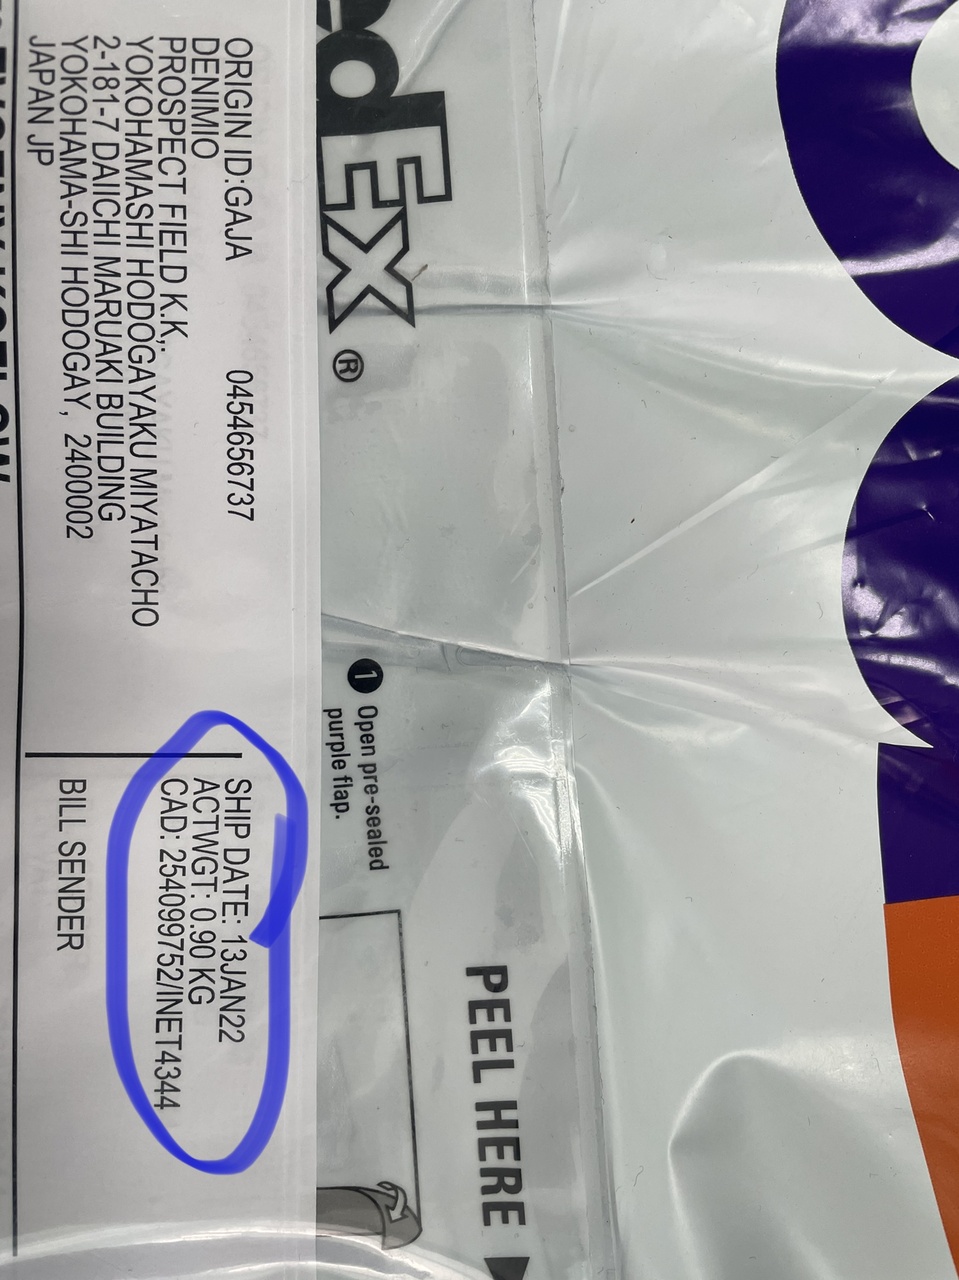 edEx®
ORIGIN ID:GAJA 0454656737
DENIMIO
PROSPECT FIELD K.K,.
YOKOHAMASHI HODOGAYAKU MIYATACHO
2-181-7 DAIICHI MARUAKI BUILDING
YOKOHAMA-SHI HODOGAY, 2400002
JAPAN JP
SHIP DATE: 13JAN22
ACTWGT: 0.90 KG
CAD: 254099752/INET4344
BILL SENDER
1 Open pre-sealed
purple flap.
PEEL HERE